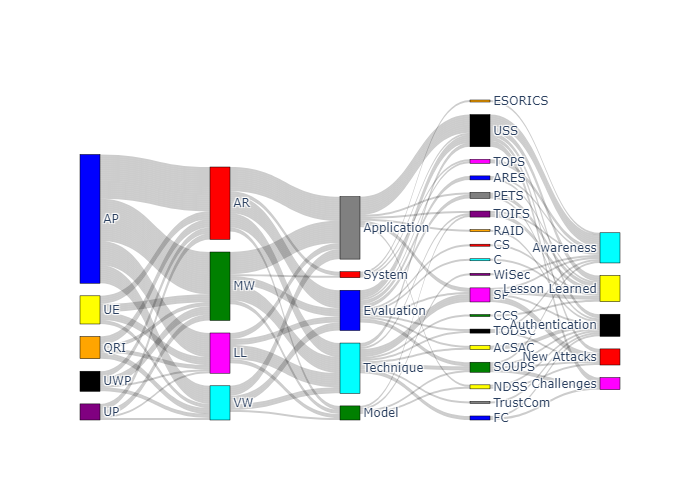 AP
UE
QRI
UWP
UP
AR
MW
LL
VW
Application
System
Evaluation
Technique
Model
ESORICS
USS
TOPS
ARES
PETS
TOIFS
RAID
CS
C
WiSec
SP
CCS
TODSC
ACSAC
SOUPS
NDSS
TrustCom
FC
Awareness
Lesson Learned
Authentication
New Attacks
Challenges